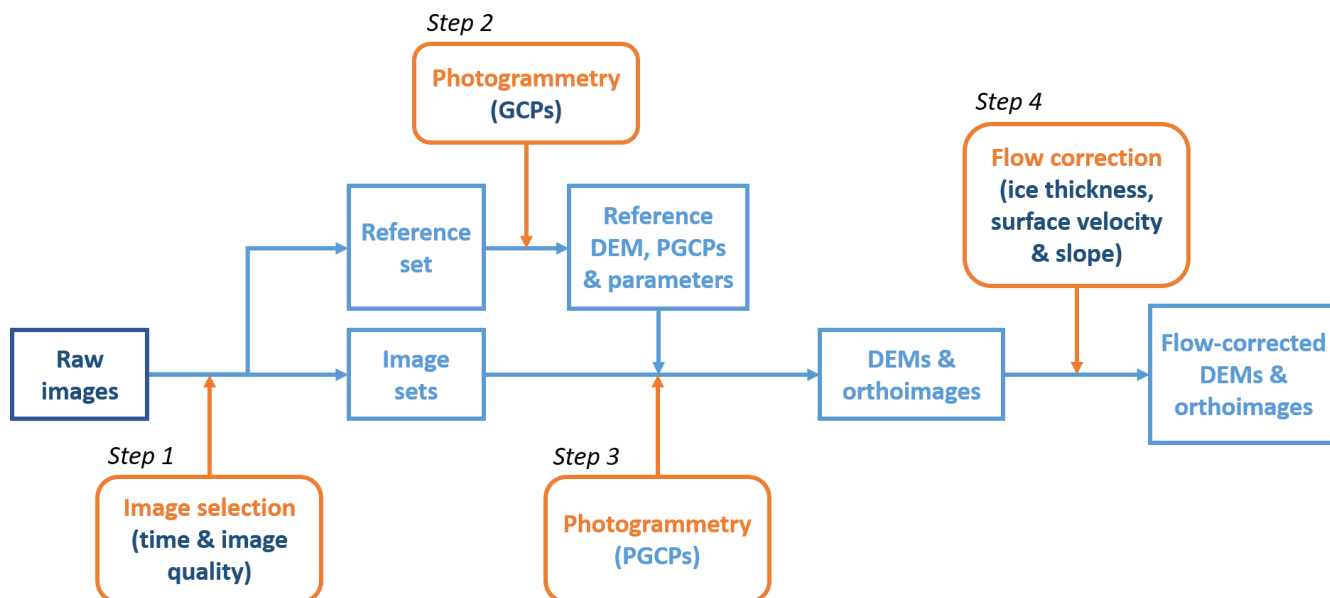 Step 2
Photogrammetry
(GCPs)
Step 4
Flow correction
(ice thickness,
surface velocity
& slope)
Reference
set
Reference
DEM, PGCPs
& parameters
Raw
images
Image
sets
DEMs &
orthoimages
Flow-corrected
DEMs &
orthoimages
Step 1
Image selection
(time & image
quality)
Step 3
Photogrammetry
(PGCPs)